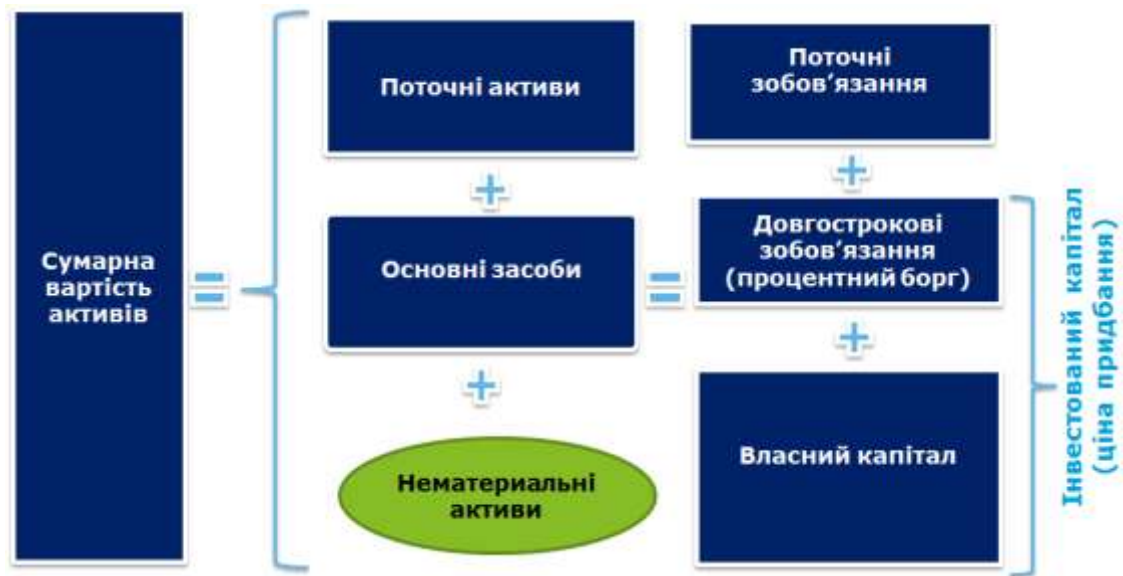 Сумарна
вартість
активів
Поточні активи
Основні засоби
Нематериальні
активи
Поточні
зобов’язання
Довгострокові
зобов’язання
(процентний борг)
Власний капітал
Інвестований капітал
(ціна придбання)